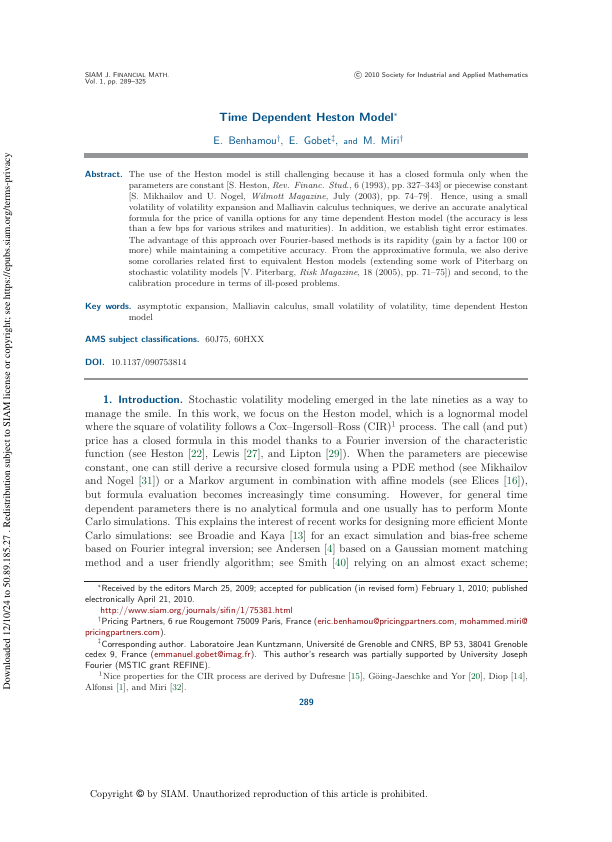 SIAM J. FINANCIAL MATH.
Vol. 1, pp. 289–325
© 2010 Society for Industrial and Applied Mathematics
Time Dependent Heston Model*
E. Benhamou†, E. Gobet‡, and M. Miri†
Abstract. The use of the Heston model is still challenging because it has a closed formula only when the
parameters are constant [S. Heston, Rev. Financ. Stud., 6 (1993), pp. 327–343] or piecewise constant
[S. Mikhailov and U. Nogel, Wilmott Magazine, July (2003), pp. 74–79]. Hence, using a small
volatility of volatility expansion and Malliavin calculus techniques, we derive an accurate analytical
formula for the price of vanilla options for any time dependent Heston model (the accuracy is less
than a few bps for various strikes and maturities). In addition, we establish tight error estimates.
The advantage of this approach over Fourier-based methods is its rapidity (gain by a factor 100 or
more) while maintaining a competitive accuracy. From the approximative formula, we also derive
some corollaries related first to equivalent Heston models (extending some work of Piterbarg on
stochastic volatility models [V. Piterbarg, Risk Magazine, 18 (2005), pp. 71–75]) and second, to the
calibration procedure in terms of ill-posed problems.
Key words. asymptotic expansion, Malliavin calculus, small volatility of volatility, time dependent Heston
model
AMS subject classifications. 60J75, 60HXX
DOI. 10.1137/090753814
1. Introduction. Stochastic volatility modeling emerged in the late nineties as a way to
manage the smile. In this work, we focus on the Heston model, which is a lognormal model
where the square of volatility follows a Cox–Ingersoll–Ross (CIR)1 process. The call (and put)
price has a closed formula in this model thanks to a Fourier inversion of the characteristic
function (see Heston [22], Lewis [27], and Lipton [29]). When the parameters are piecewise
constant, one can still derive a recursive closed formula using a PDE method (see Mikhailov
and Nogel [31]) or a Markov argument in combination with affine models (see Elices [16]),
but formula evaluation becomes increasingly time consuming. However, for general time
dependent parameters there is no analytical formula and one usually has to perform Monte
Carlo simulations. This explains the interest of recent works for designing more efficient Monte
Carlo simulations: see Broadie and Kaya [13] for an exact simulation and bias-free scheme
based on Fourier integral inversion; see Andersen [4] based on a Gaussian moment matching
method and a user friendly algorithm; see Smith [40] relying on an almost exact scheme;
*Received by the editors March 25, 2009; accepted for publication (in revised form) February 1, 2010; published
electronically April 21, 2010.
http://www.siam.org/journals/sifin/1/75381.html
†Pricing Partners, 6 rue Rougemont 75009 Paris, France (eric.benhamou@pricingpartners.com, mohammed.miri@
pricingpartners.com).
‡Corresponding author. Laboratoire Jean Kuntzmann, Université de Grenoble and CNRS, BP 53, 38041 Grenoble
cedex 9, France (emmanuel.gobet@imag.fr). This author's research was partially supported by University Joseph
Fourier (MSTIC grant REFINE).
1Nice properties for the CIR process are derived by Dufresne [15], Göing-Jaeschke and Yor [20], Diop [14],
Alfonsi [1], and Miri [32].
289
Copyright © by SIAM. Unauthorized reproduction of this article is prohibited.
Downloaded 12/10/24 to 50.89.185.27 . Redistribution subject to SIAM license or copyright; see https://epubs.siam.org/terms-privacy